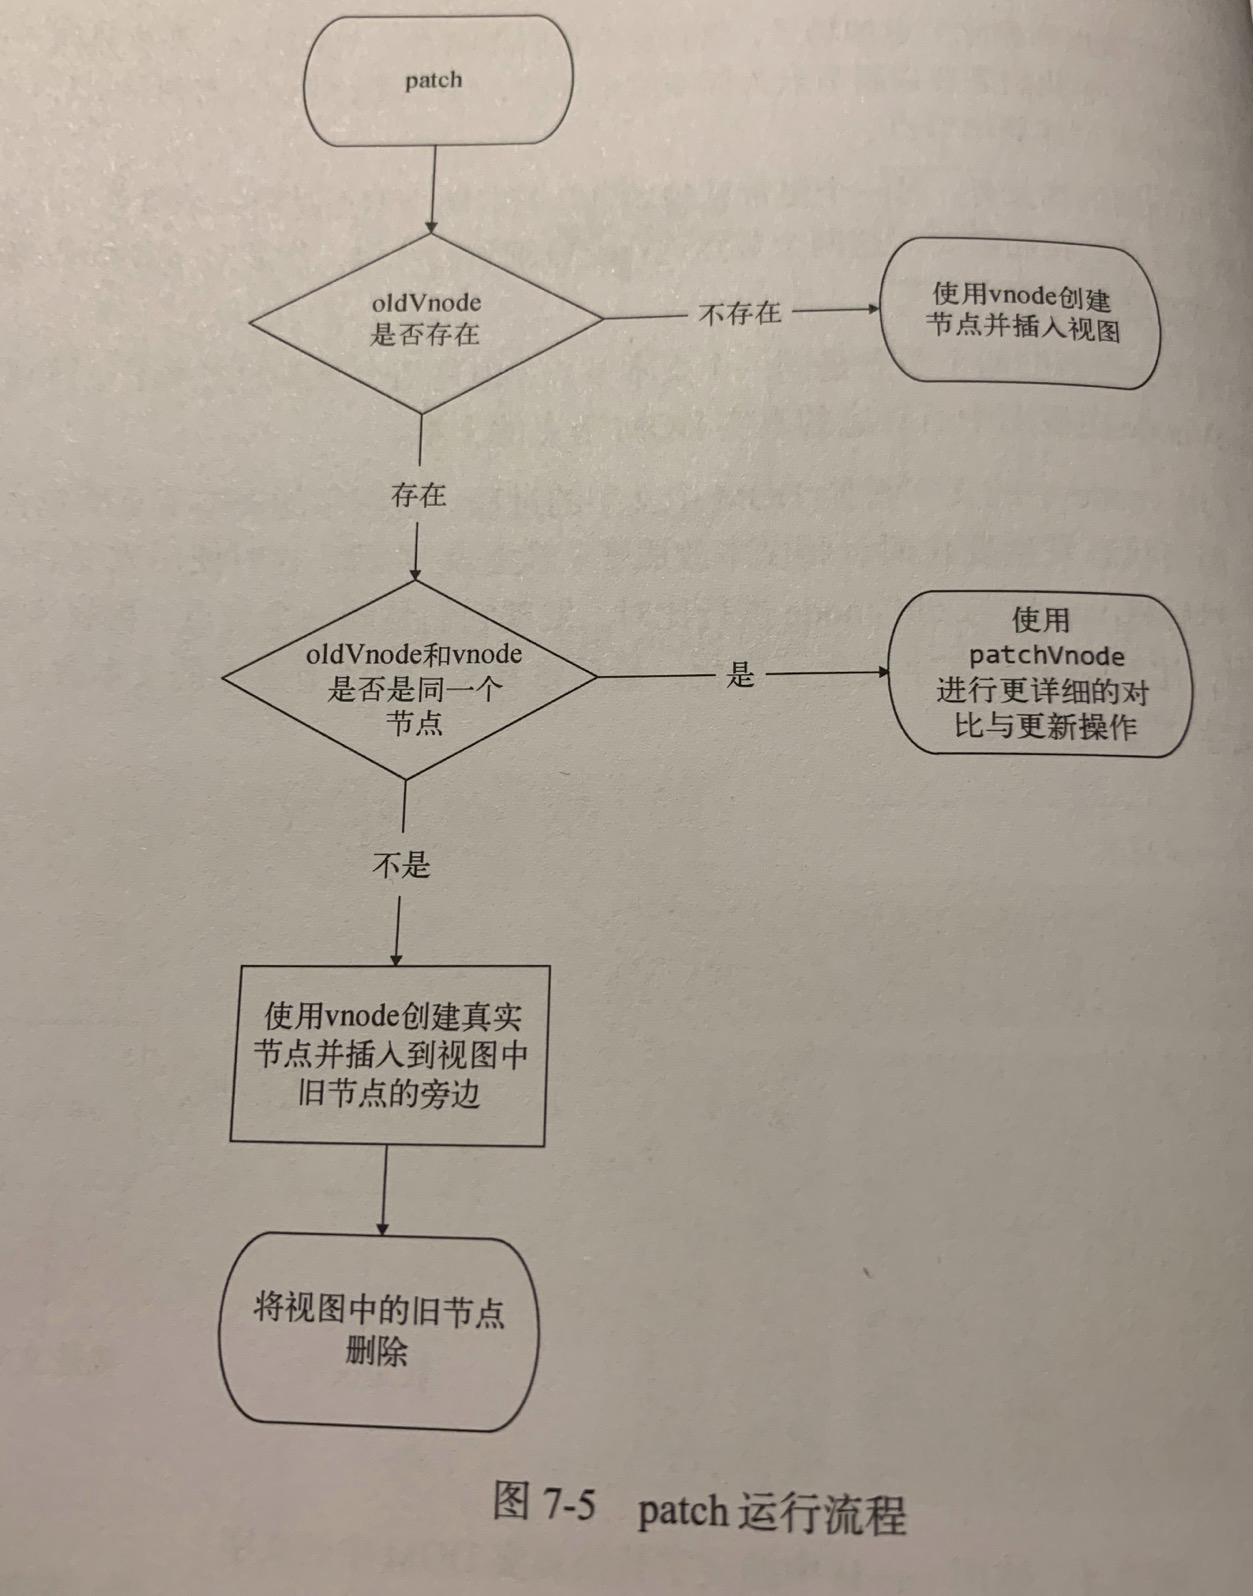 patch
oldVnode
是否存在
不存在
使用vnode创建
节点并插入视图
存在
oldVnode和vnode
是否是同一个
节点
是
使用
patchVnode
进行更详细的对
比与更新操作
不是
使用vnode创建真实
节点并插入到视图中
旧节点的旁边
将视图中的旧节点
删除
图 7-5 patch 运行流程